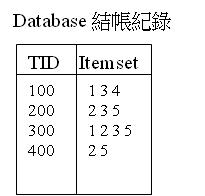 Database 結帳紀錄
TID Itemset
100 1 3 4
200 2 3 5
300 1 2 3 5
400 2 5